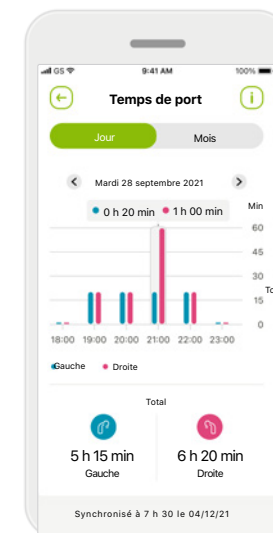 GS 9:41 AM 100%
Temps de port
Jour Mois
Mardi 28 septembre 2021
Min
0 h 20 min 1 h 00 min
60
45
30
To
15
0
18:00 19:00 20:00 21:00 22:00 23:00
Gauche Droite
Total
5 h 15 min 6 h 20 min
Gauche Droite
Synchronisé à 7 h 30 le 04/12/21